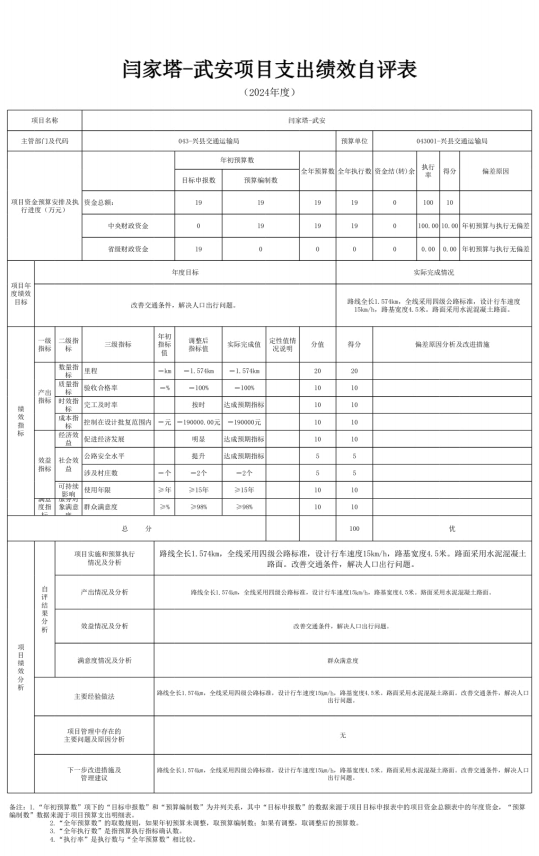 闫家塔-武安项目支出绩效自评表
（2024年度）
项目名称 闫家塔-武安
主管部门及代码 043-兴县交通运输局 预算单位 043001-兴县交通运输局
项目资金预算安排及执行进度（万元） 年初预算数 全年预算数 全年执行数 资金结(转)余 执行率 得分 偏差原因
目标申报数 预算编制数
资金总额: 19 19 19 19 0 100 10
中央财政资金 0 19 19 19 0 100.00 10.00 年初预算与执行无偏差
省级财政资金 19 0 0 0 0 0.00 0.00 年初预算与执行无偏差
项目年度绩效目标 年度目标 实际完成情况
改善交通条件，解决人口出行问题。 路线全长1.574km，全线采用四级公路标准，设计行车速度15km/h，路基宽度4.5米。路面采用水泥混凝土路面。
绩效指标 一级指标 二级指标 三级指标 年初指标值 调整后指标值 实际完成值 定性值情况说明 分值 得分 偏差原因分析及改进措施
产出指标 数量指标 里程 =km =1.574km =1.574km 20 20
质量指标 验收合格率 =% =100% =100% 10 10
时效指标 完工及时率 按时 达成预期指标 10 10
成本指标 控制在设计批复范围内 =元 =190000.00元 =190000元 10 10
效益指标 经济效益 促进经济发展 明显 达成预期指标 10 10
社会效益 公路安全水平 提升 达成预期指标 5 5
涉及村庄数 =个 =2个 =2个 5 5
可持续影响 使用年限 ≥年 ≥15年 ≥15年 10 10
满意度指标 服务对象满意度 群众满意度 ≥% ≥98% ≥98% 10 10
总 分 100 优
项目绩效分析 自评结果分析 项目实施和预算执行情况及分析 路线全长1.574km，全线采用四级公路标准，设计行车速度15km/h，路基宽度4.5米。路面采用水泥混凝土路面。改善交通条件，解决人口出行问题。
产出情况及分析 路线全长1.574km，全线采用四级公路标准，设计行车速度15km/h，路基宽度4.5米。路面采用水泥混凝土路面。
效益情况及分析 改善交通条件，解决人口出行问题。
满意度情况及分析 群众满意度
主要经验做法 路线全长1.574km，全线采用四级公路标准，设计行车速度15km/h，路基宽度4.5米。路面采用水泥混凝土路面。改善交通条件，解决人口出行问题。
项目管理中存在的主要问题及原因分析 无
下一步改进措施及管理建议 路线全长1.574km，全线采用四级公路标准，设计行车速度15km/h，路基宽度4.5米。路面采用水泥混凝土路面。改善交通条件，解决人口出行问题。
备注：1.“年初预算数”项下的“目标申报数”和“预算编制数”为并列关系，其中“目标申报数”的数据来源于项目目标申报表中的项目资金总额表中的年度资金，“预算
编制数”数据来源于项目支出明细表。
2.“全年预算数”的取数规则，如果年初预算未调整，取预算编制数；如果有调整，取调整后的预算数。
3.“全年执行数”是指预算执行指标确认数。
4.“执行率”是执行数与“全年预算数”相比较。